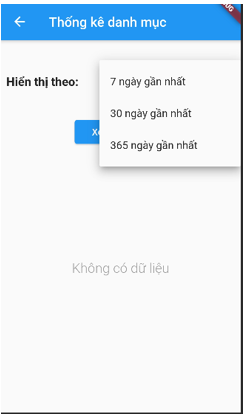 Thống kê danh mục
Hiển thị theo:
7 ngày gần nhất
30 ngày gần nhất
365 ngày gần nhất
Không có dữ liệu